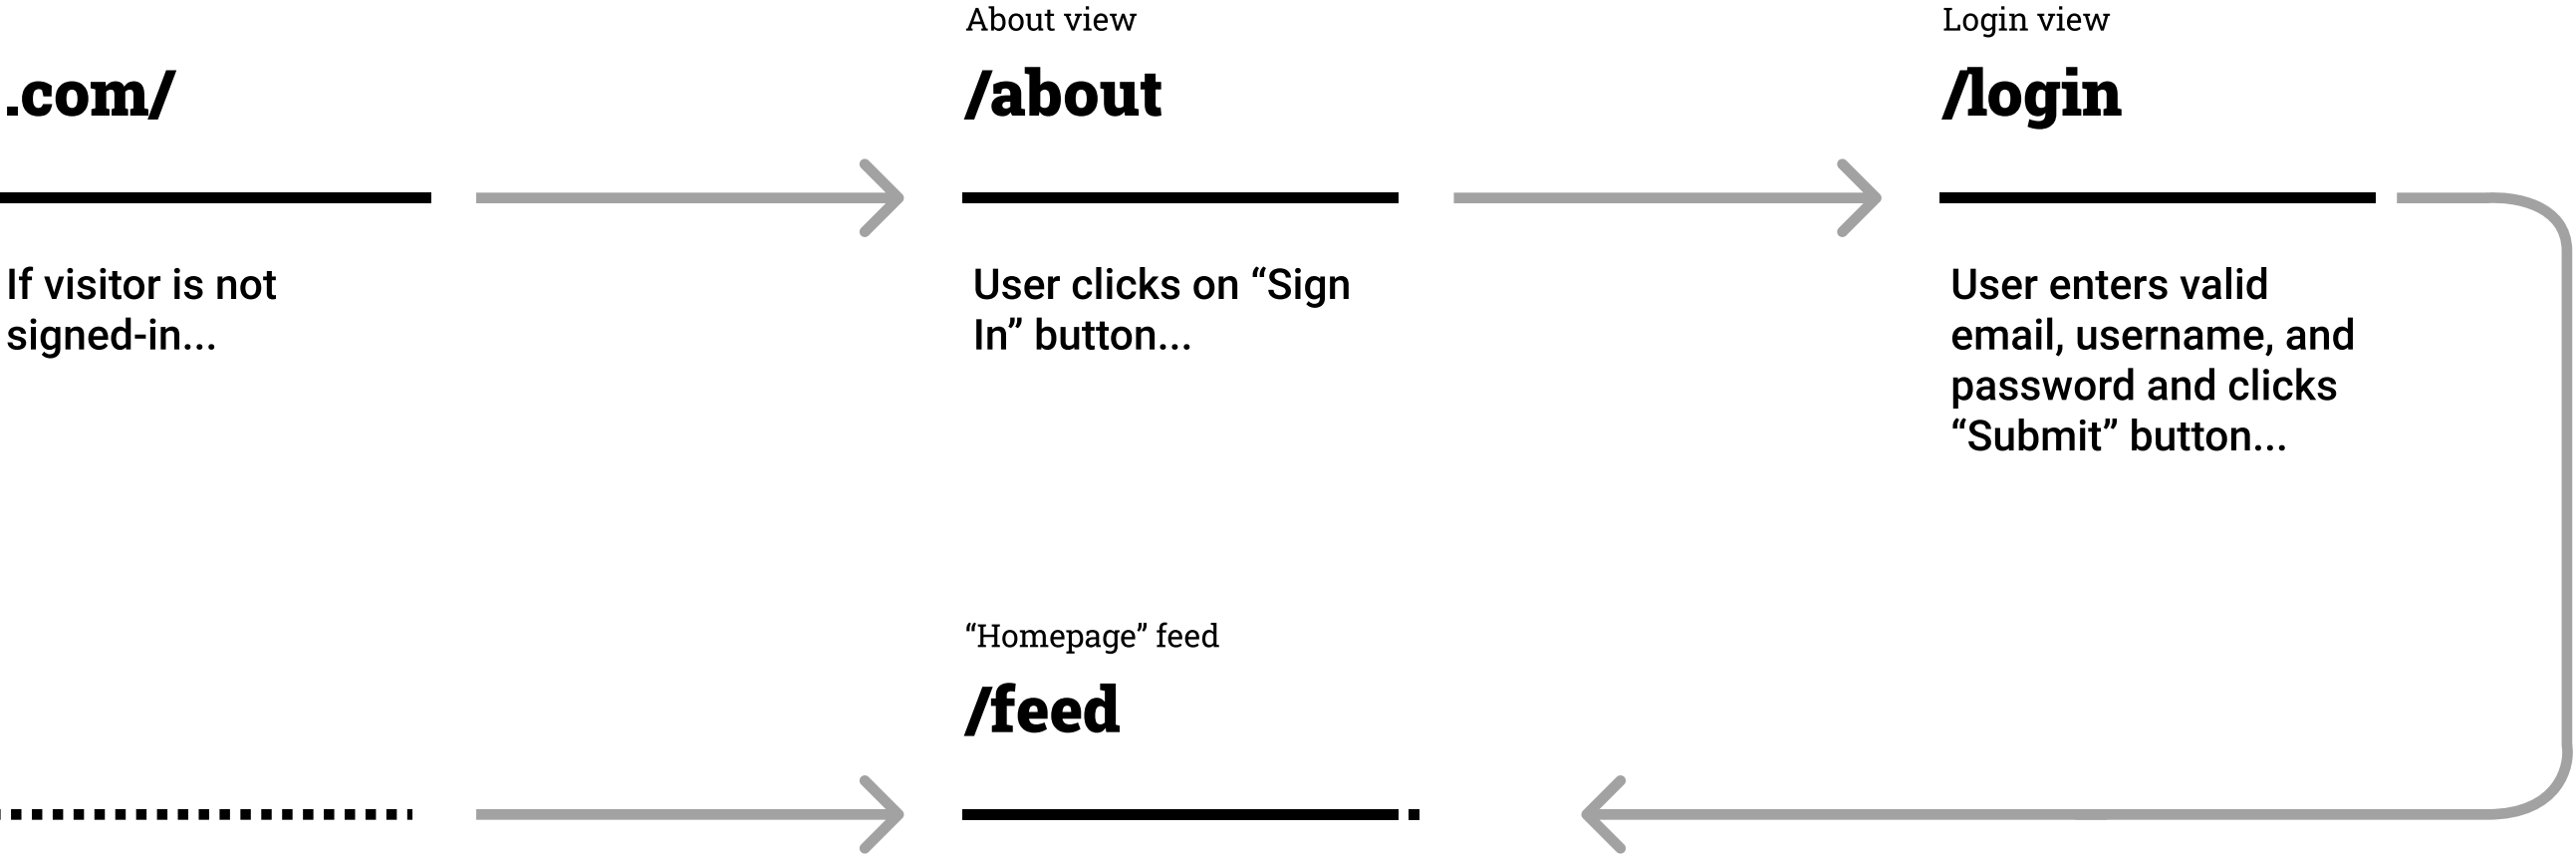 About view
Login view
.com/
/about
/login
If visitor is not
signed-in...
User clicks on “Sign
In” button...
User enters valid
email, username, and
password and clicks
“Submit” button...
“Homepage” feed
/feed